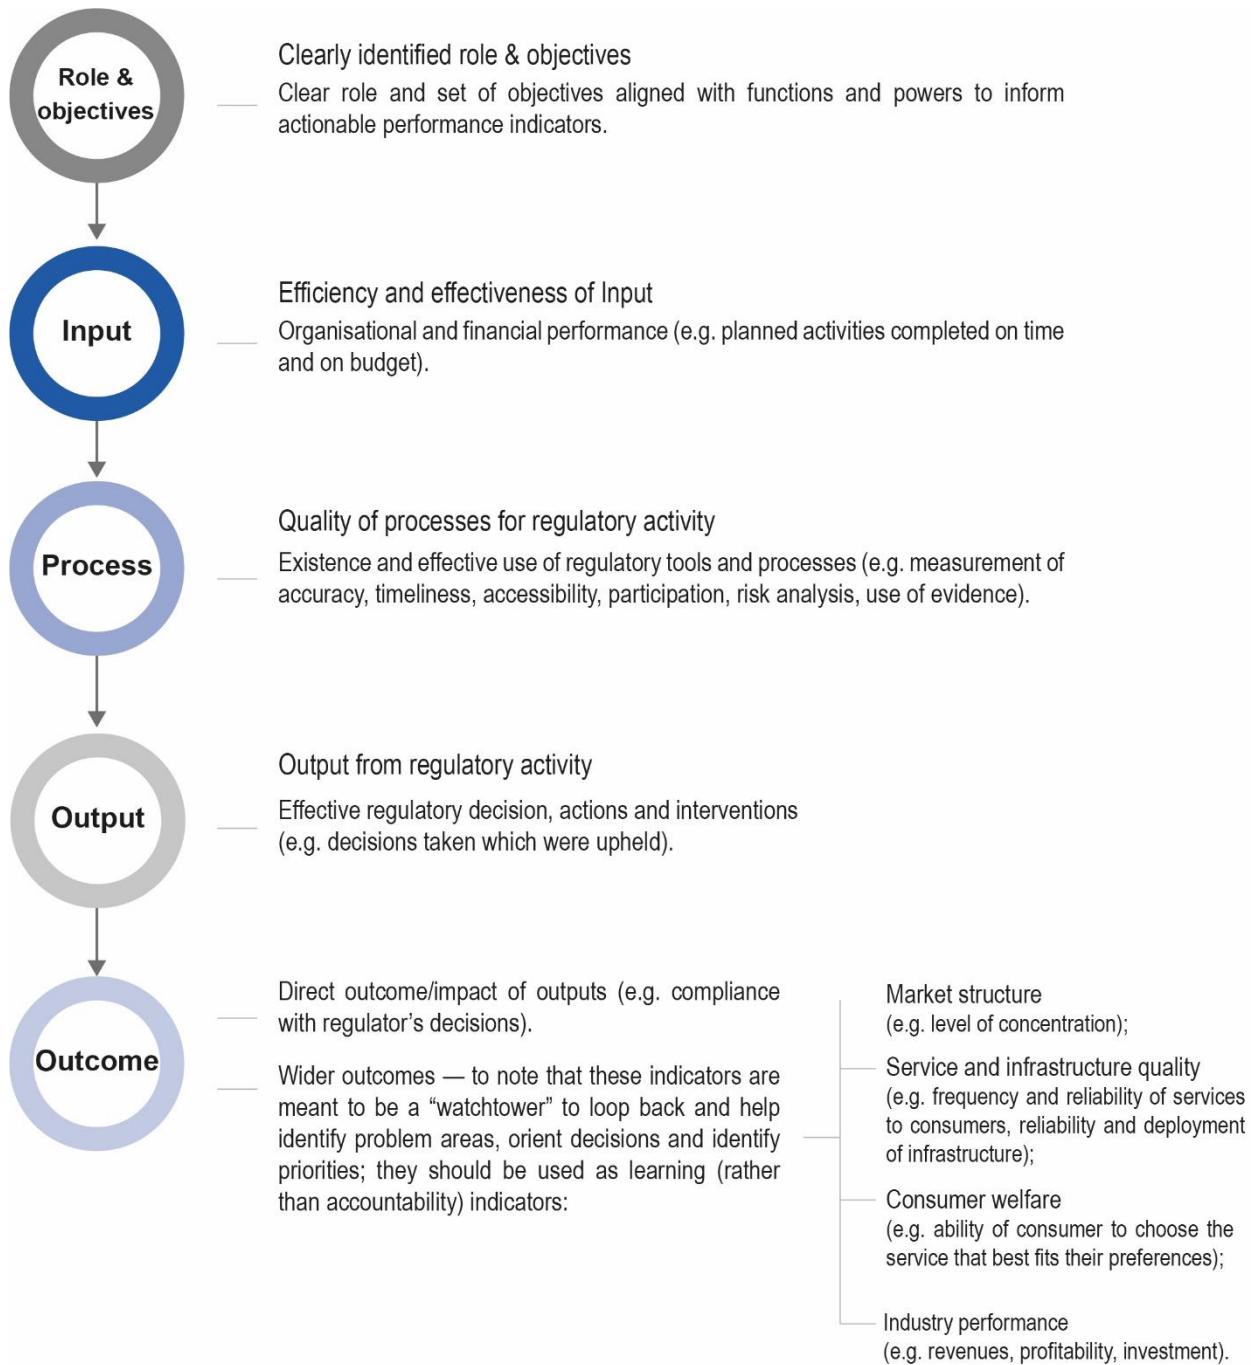 Role &
objectives
Clearly identified role & objectives
Clear role and set of objectives aligned with functions and powers to inform
actionable performance indicators.
Input
Efficiency and effectiveness of Input
Organisational and financial performance (e.g. planned activities completed on time
and on budget).
Process
Quality of processes for regulatory activity
Existence and effective use of regulatory tools and processes (e.g. measurement of
accuracy, timeliness, accessibility, participation, risk analysis, use of evidence).
Output
Output from regulatory activity
Effective regulatory decision, actions and interventions
(e.g. decisions taken which were upheld).
Outcome
Direct outcome/impact of outputs (e.g. compliance
with regulator's decisions).
Wider outcomes — to note that these indicators are
meant to be a “watchtower” to loop back and help
identify problem areas, orient decisions and identify
priorities; they should be used as learning (rather
than accountability) indicators:
Market structure
(e.g. level of concentration);
Service and infrastructure quality
(e.g. frequency and reliability of services
to consumers, reliability and deployment
of infrastructure);
Consumer welfare
(e.g. ability of consumer to choose the
service that best fits their preferences);
Industry performance
(e.g. revenues, profitability, investment).